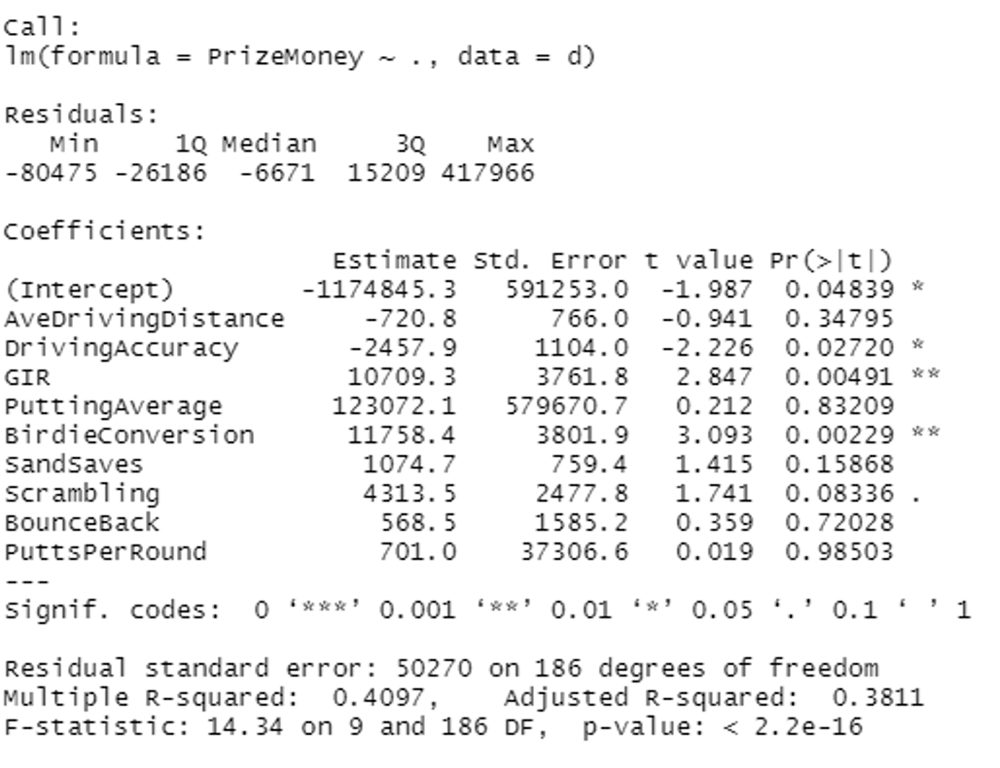 Call:
lm(formula = PrizeMoney ~ ., data = d)
Residuals:
Min 1Q Median 3Q Max
-80475 -26186 -6671 15209 417966
Coefficients:
Estimate Std. Error t value Pr(>|t|)
(Intercept) -1174845.3 591253.0 -1.987 0.04839 *
AveDrivingDistance -720.8 766.0 -0.941 0.34795
DrivingAccuracy -2457.9 1104.0 -2.226 0.02720 *
GIR 10709.3 3761.8 2.847 0.00491 **
PuttingAverage 123072.1 579670.7 0.212 0.83209
BirdieConversion 11758.4 3801.9 3.093 0.00229 **
SandSaves 1074.7 759.4 1.415 0.15868
Scrambling 4313.5 2477.8 1.741 0.08336 .
BounceBack 568.5 1585.2 0.359 0.72028
PuttsPerRound 701.0 37306.6 0.019 0.98503
---
Signif. codes: 0 ‘***’ 0.001 ‘**’ 0.01 ‘*’ 0.05 ‘.’ 0.1 ‘ ’ 1
Residual standard error: 50270 on 186 degrees of freedom
Multiple R-squared: 0.4097, Adjusted R-squared: 0.3811
F-statistic: 14.34 on 9 and 186 DF, p-value: < 2.2e-16